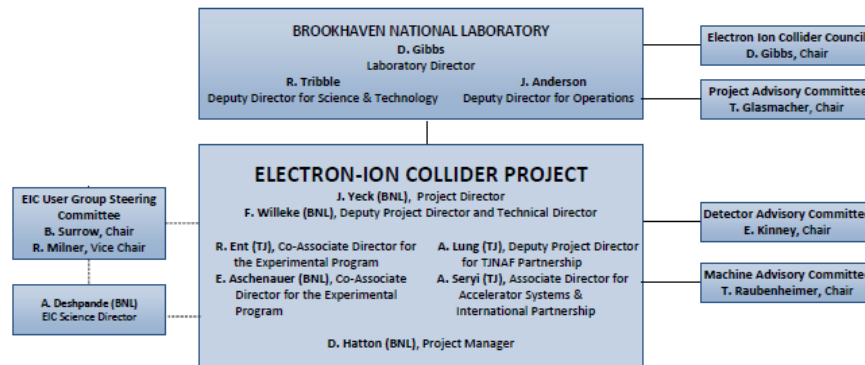 BROOKHAVEN NATIONAL LABORATORY
D. Gibbs
Laboratory Director
R. Tribble
Deputy Director for Science & Technology
J. Anderson
Deputy Director for Operations
Electron Ion Collider Council
D. Gibbs, Chair
Project Advisory Committee
T. Glasmacher, Chair
ELECTRON-ION COLLIDER PROJECT
J. Yeck (BNL), Project Director
F. Willeke (BNL), Deputy Project Director and Technical Director
R. Ent (TJ), Co-Associate Director for
the Experimental Program
E. Aschenauer (BNL), Co-Associate
Director for the Experimental
Program
A. Lung (TJ), Deputy Project Director
for TJNAF Partnership
A. Seryi (TJ), Associate Director for
Accelerator Systems &
International Partnership
D. Hatton (BNL), Project Manager
EIC User Group Steering
Committee
B. Surrow, Chair
R. Milner, Vice Chair
A. Deshpande (BNL)
EIC Science Director
Detector Advisory Committee
E. Kinney, Chair
Machine Advisory Committee
T. Raubenheimer, Chair